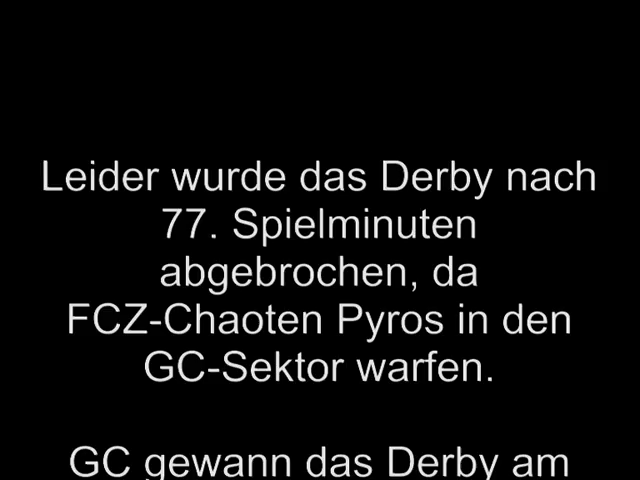 Leider wurde das Derby nach
77. Spielminuten
abgebrochen, da
FCZ-Chaoten Pyros in den
GC-Sektor warfen.
GC gewann das Derby am